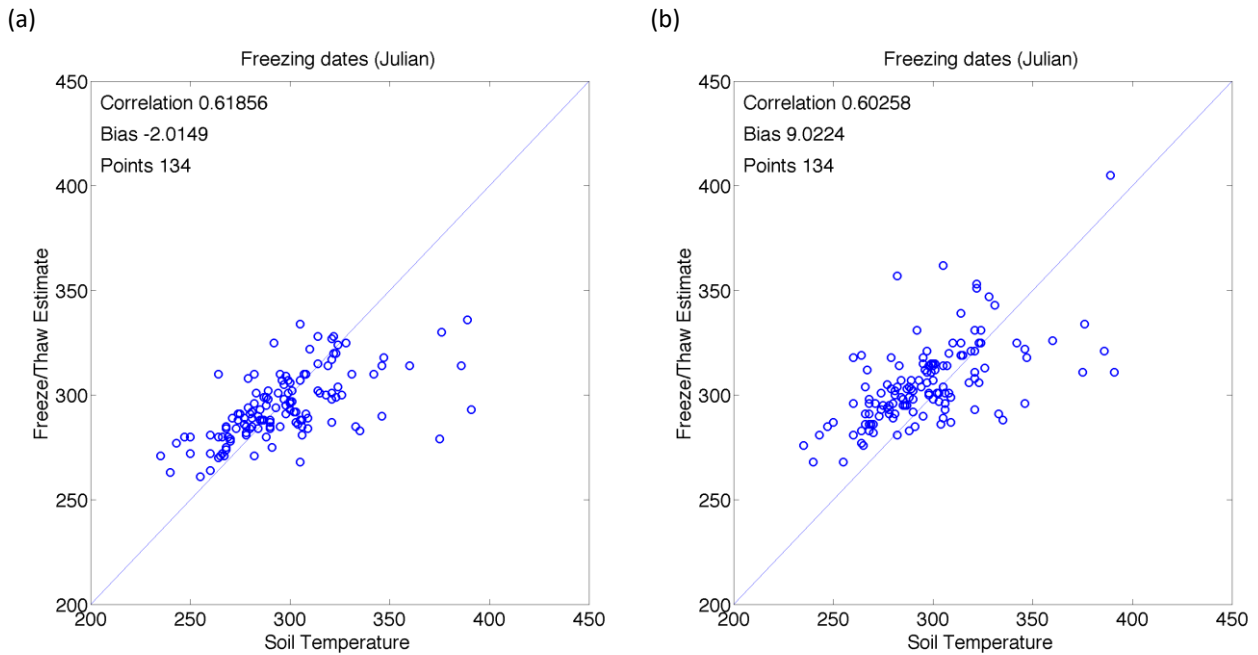 (a)
Freezing dates (Julian)
Correlation 0.61856
Bias -2.0149
Points 134
450
400
350
300
250
200
Freeze/Thaw Estimate
200 250 300 350 400 450
Soil Temperature
(b)
Freezing dates (Julian)
Correlation 0.60258
Bias 9.0224
Points 134
450
400
350
300
250
200
Freeze/Thaw Estimate
200 250 300 350 400 450
Soil Temperature